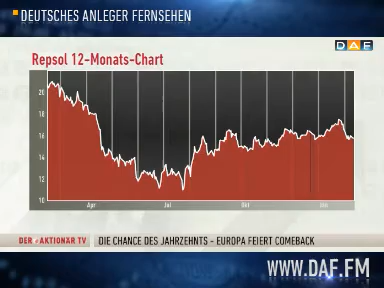 DEUTSCHES ANLEGER FERNSEHEN
DAF
Repsol 12-Monats-Chart
20
18
16
14
12
10
Apr Jul Okt
DER AKTIONÄR TV DIE CHANCE DES JAHRZEHNTS - EUROPA FEIERT COMEBACK
WWW.DAF.FM